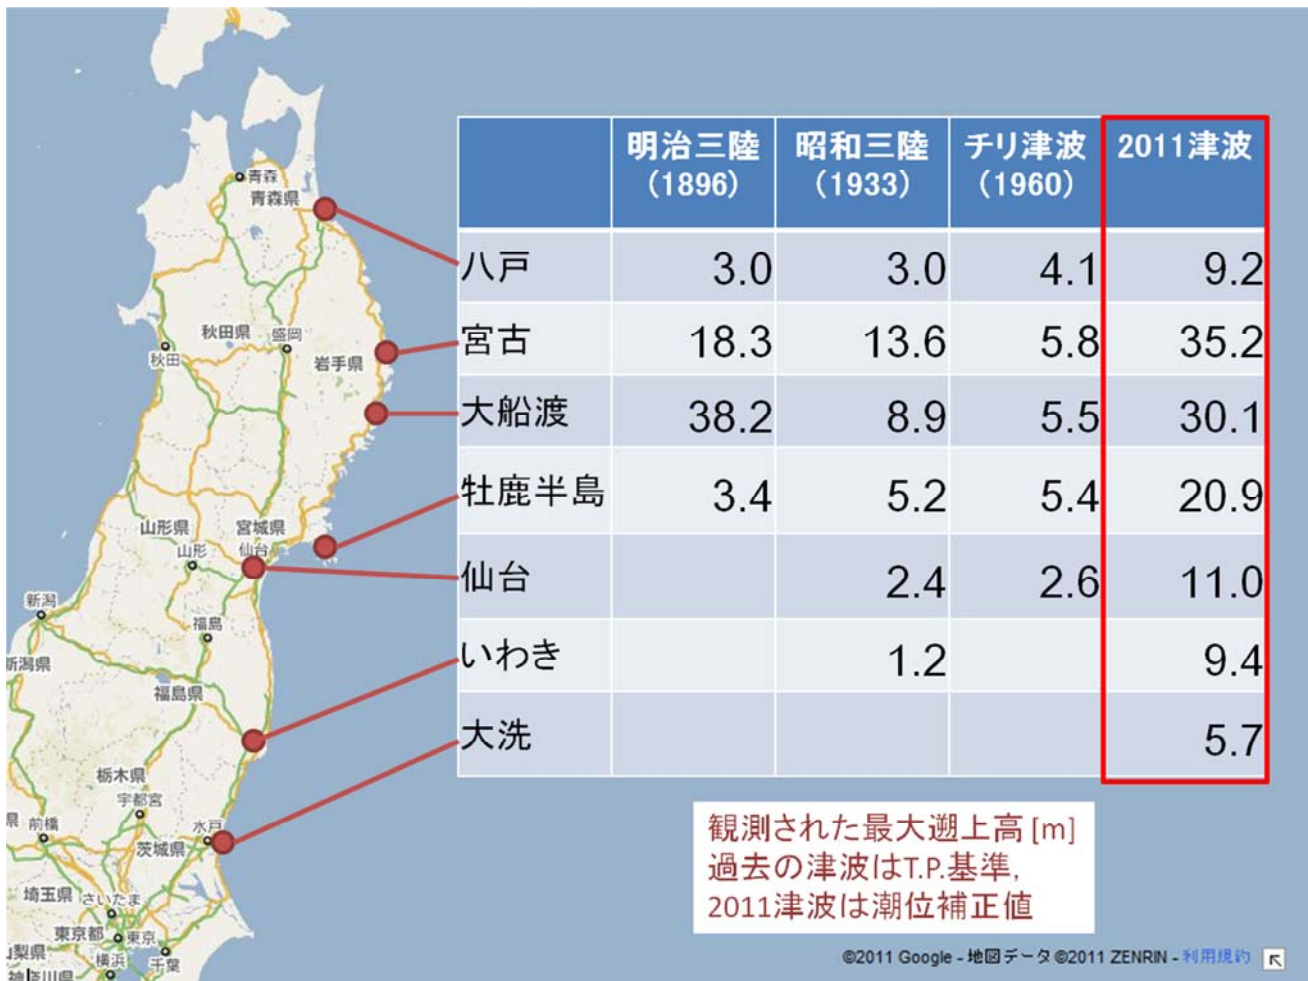 明治三陸 昭和三陸 チリ津波 2011津波
(1896) (1933) (1960)
八戸 3.0 3.0 4.1 9.2
宮古 18.3 13.6 5.8 35.2
大船渡 38.2 8.9 5.5 30.1
牡鹿半島 3.4 5.2 5.4 20.9
仙台 2.4 2.6 11.0
いわき 1.2 9.4
大洗 5.7
観測された最大遡上高 [m]
過去の津波はT.P.基準,
2011津波は潮位補正値
©2011 Google - 地図データ ©2011 ZENRIN - 利用規約
青森
青森県
秋田県
盛岡
秋田
岩手県
山形県
宮城県
山形
仙台
新潟
福島
新潟県
福島県
栃木県
宇都宮
前橋
水戸
茨城県
埼玉県
さいたま
東京都
東京
横浜
千葉